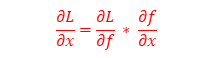 ∂L/∂x = ∂L/∂f * ∂f/∂x